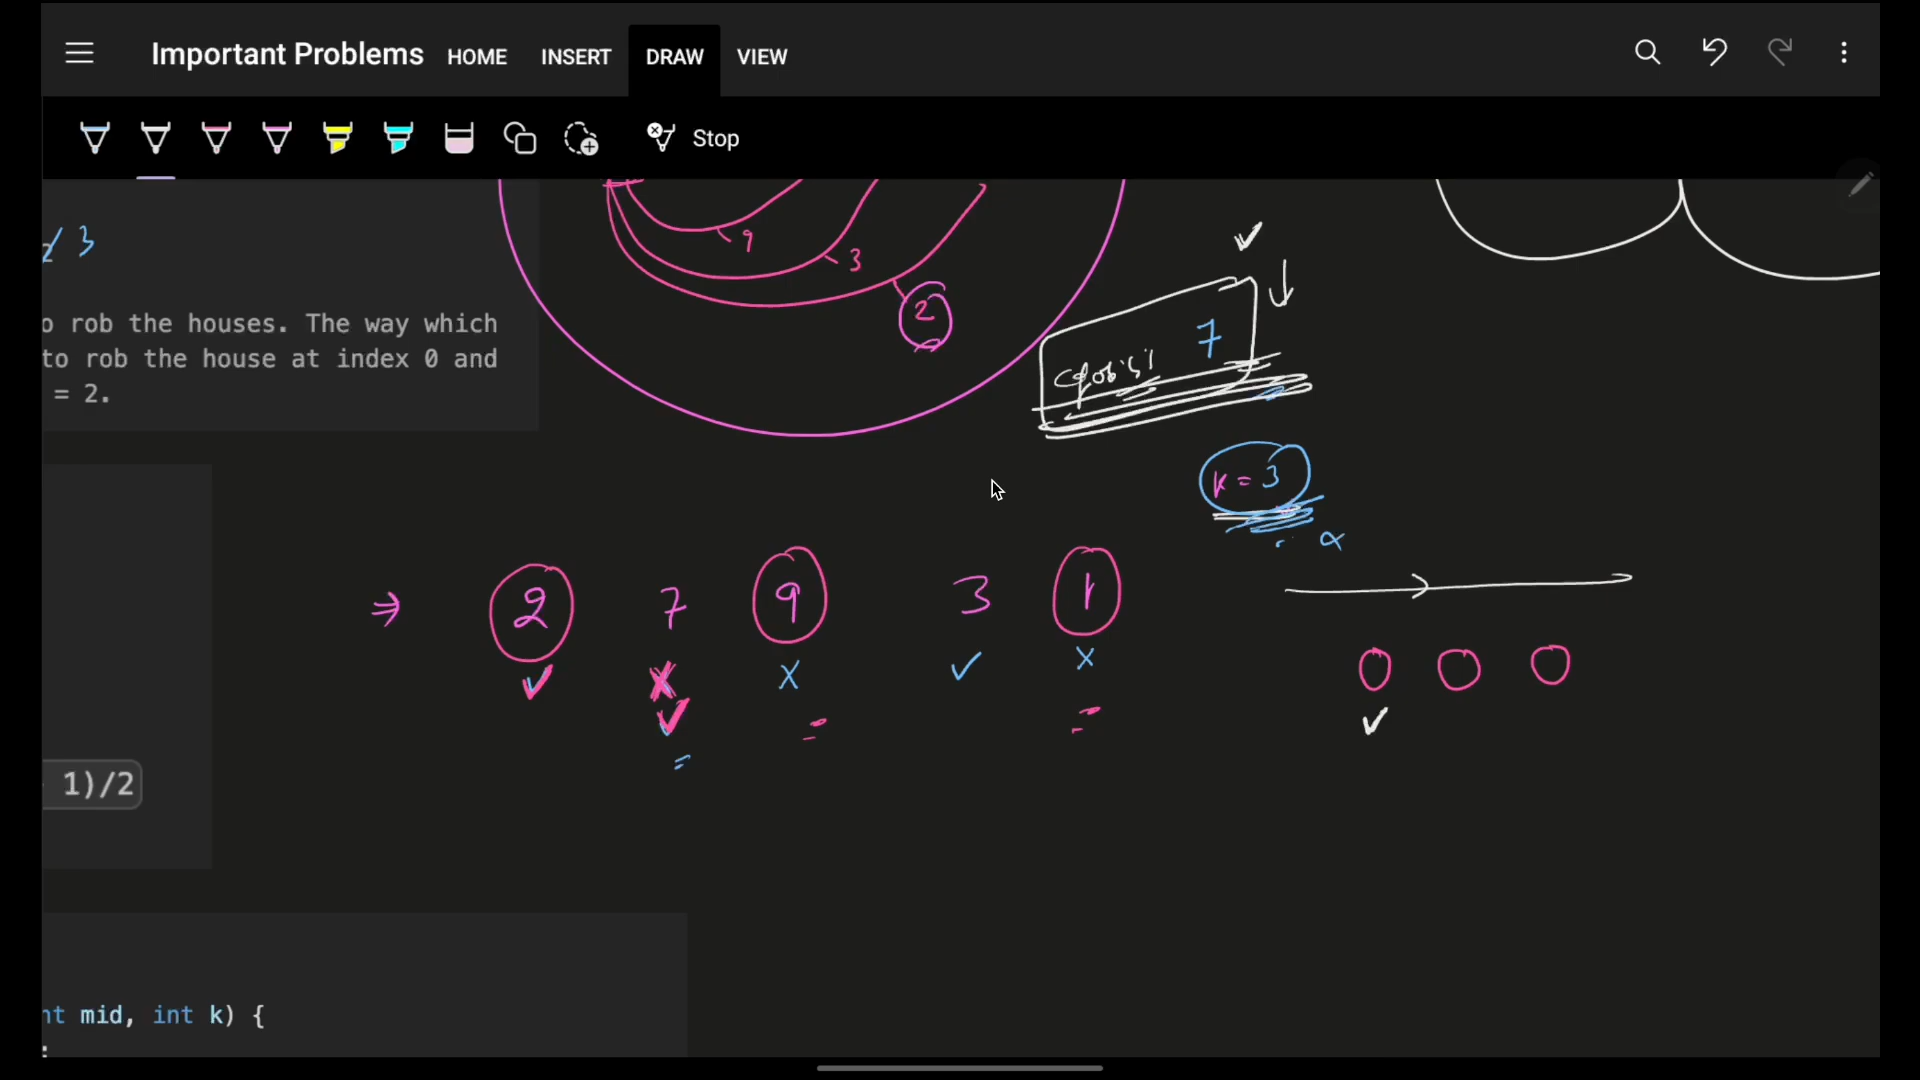 Important Problems HOME INSERT DRAW VIEW
Stop
/ 3
9
3
2
o rob the houses. The way which
to rob the house at index 0 and
= 2.
7
k = 3
α
⇒ 2 7 9 3 1
✓ x x ✓ x
✓ =
=
O O O
✓
1)/2
nt mid, int k) {
: